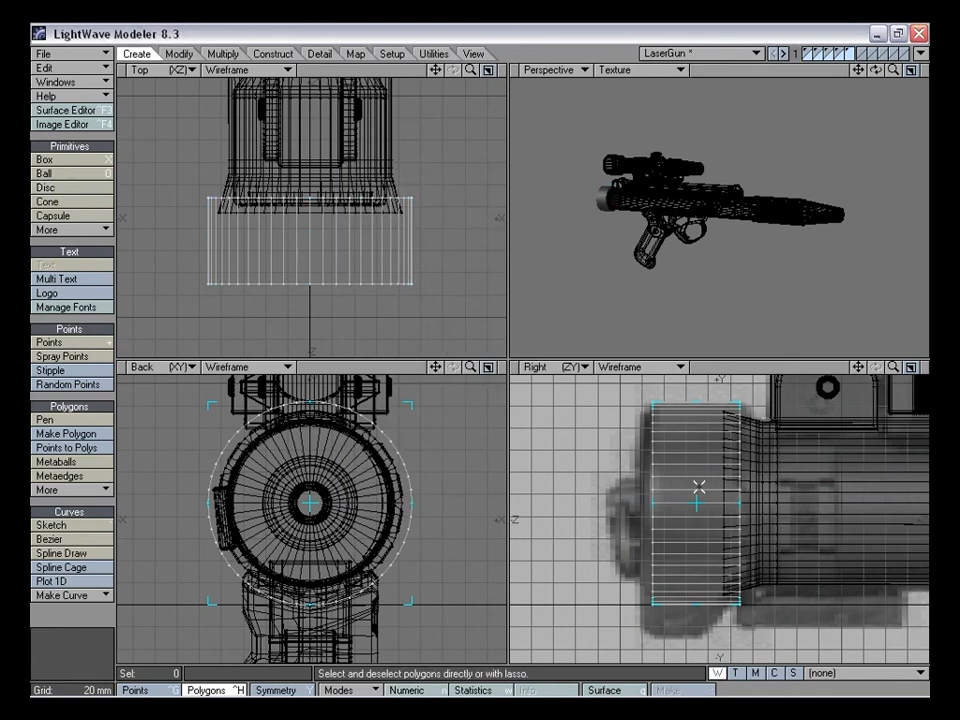 LightWave Modeler 8.3
File Create Modify Multiply Construct Detail Map Setup Utilities View LaserGun * 1
Edit Top (XZ) Wireframe Perspective Texture
Windows
Help
Surface Editor ^F3
Image Editor ^F4
Primitives
Box X
Ball O
Disc
Cone
Capsule
More
Text
Text
Multi Text
Logo
Manage Fonts
Points
Points +
Spray Points
Stipple
Random Points
Back (XY) Wireframe Right (ZY) Wireframe
Polygons
Pen
Make Polygon
Points to Polys
Metaballs
Metaedges
More
Curves
Sketch
Bezier
Spline Draw
Spline Cage
Plot 1D
Make Curve
-X
+X
-Z
+Y
-Y
Sel: 0 Select and deselect polygons directly or with lasso. W T M C S (none)
Grid: 20 mm Points ^G Polygons ^H Symmetry Y Modes Numeric n Statistics w Info Surface q Make